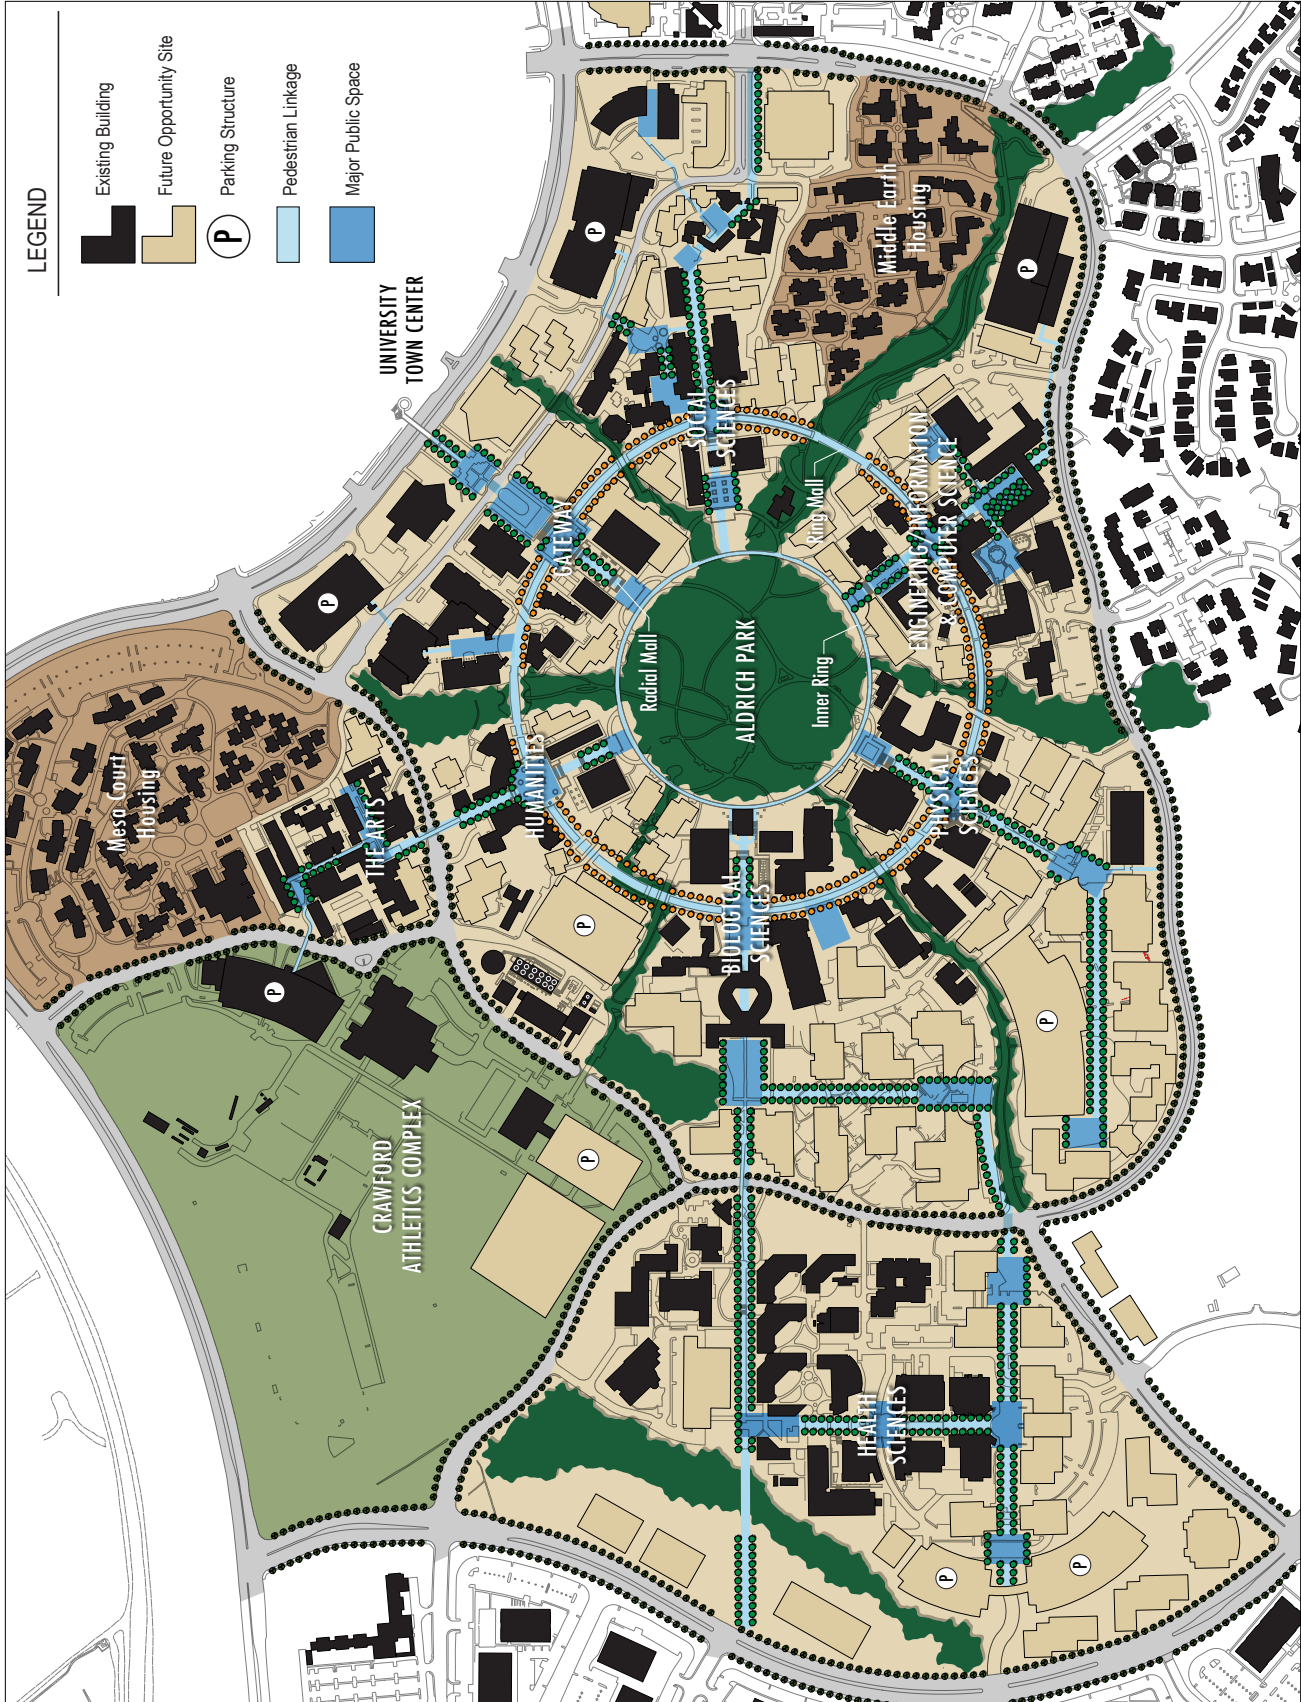 LEGEND
Existing Building
Future Opportunity Site
P
Parking Structure
Pedestrian Linkage
Major Public Space
UNIVERSITY
TOWN CENTER
Mesa Court
Housing
THE ARTS
HUMANITIES
GATEWAY
SOCIAL
SCIENCES
Middle Earth
Housing
Radial Mall
Ring Mall
ALDRICH PARK
Inner Ring
ENGINERING/INFORMATION
& COMPUTER SCIENCE
PHYSICAL
SCIENCES
BIOLOGICAL
SCIENCES
CRAWFORD
ATHLETICS COMPLEX
HEALTH
SCIENCES
P
P
P
P
P
P
P
P
P